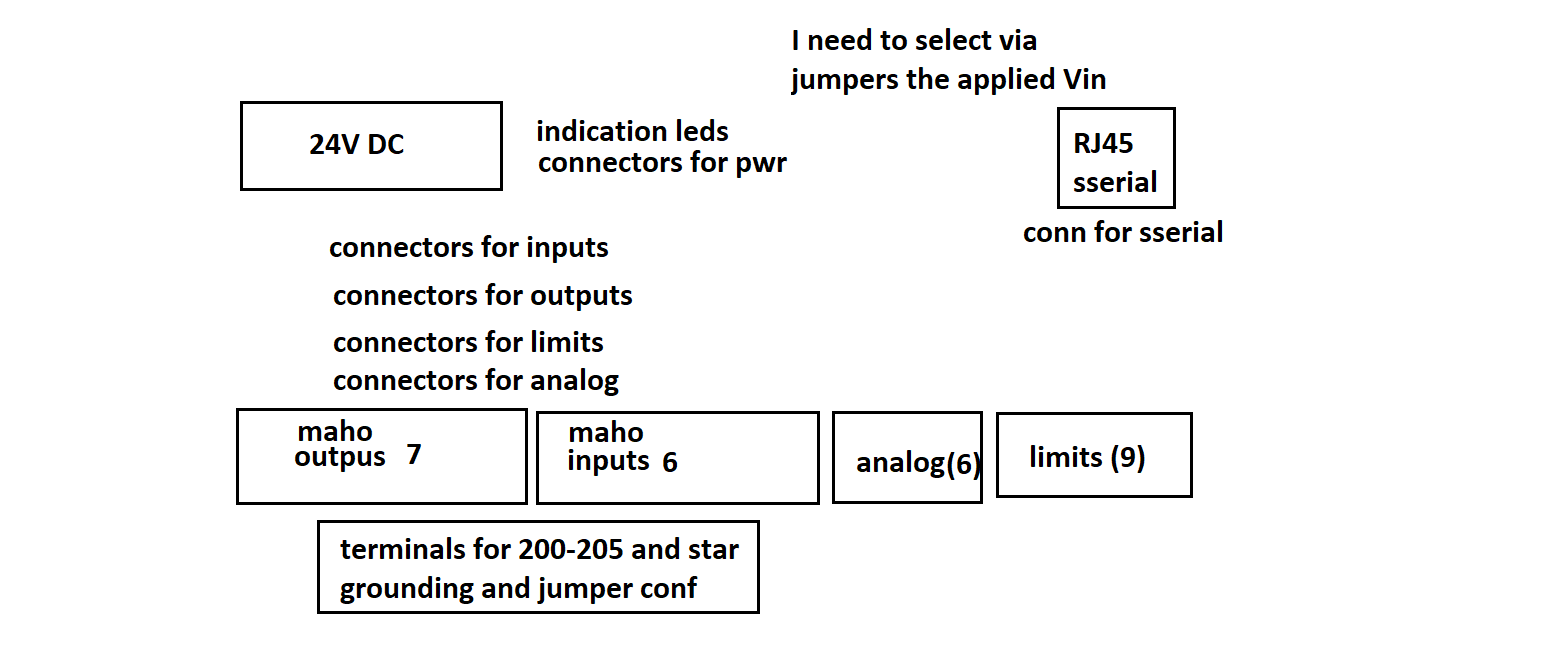 I need to select via
jumpers the applied Vin
24V DC
indication leds
connectors for pwr
RJ45
sserial
conn for sserial
connectors for inputs
connectors for outputs
connectors for limits
connectors for analog
maho
outpus 7
maho
inputs 6
analog(6)
limits (9)
terminals for 200-205 and star
grounding and jumper conf